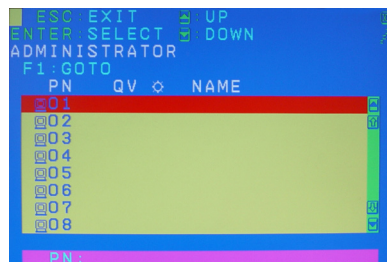 ESC:EXIT UP
ENTER:SELECT DOWN
ADMINISTRATOR
F1:GOTO
PN QV NAME
01
02
03
04
05
06
07
08
PN: